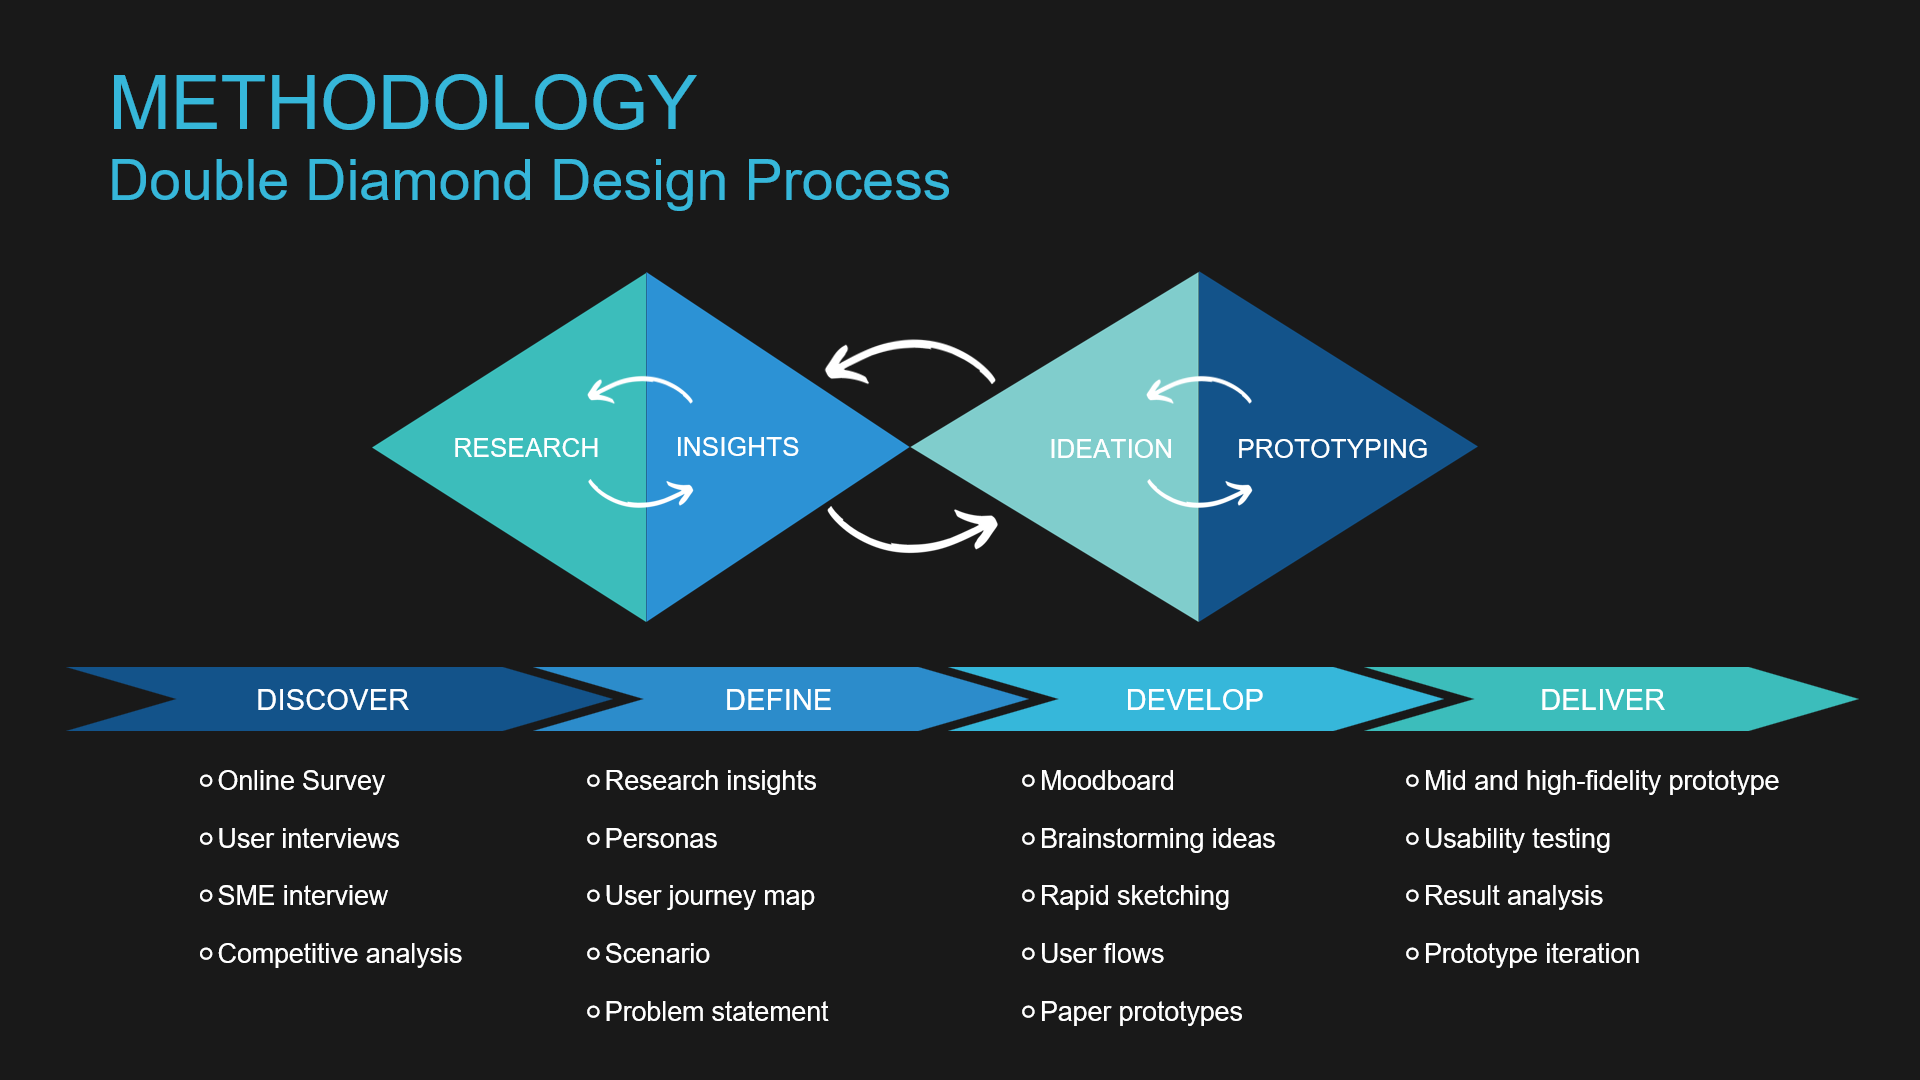 METHODOLOGY
Double Diamond Design Process
RESEARCH
INSIGHTS
IDEATION
PROTOTYPING
DISCOVER
DEFINE
DEVELOP
DELIVER
Online Survey
User interviews
SME interview
Competitive analysis
Research insights
Personas
User journey map
Scenario
Problem statement
Moodboard
Brainstorming ideas
Rapid sketching
User flows
Paper prototypes
Mid and high-fidelity prototype
Usability testing
Result analysis
Prototype iteration